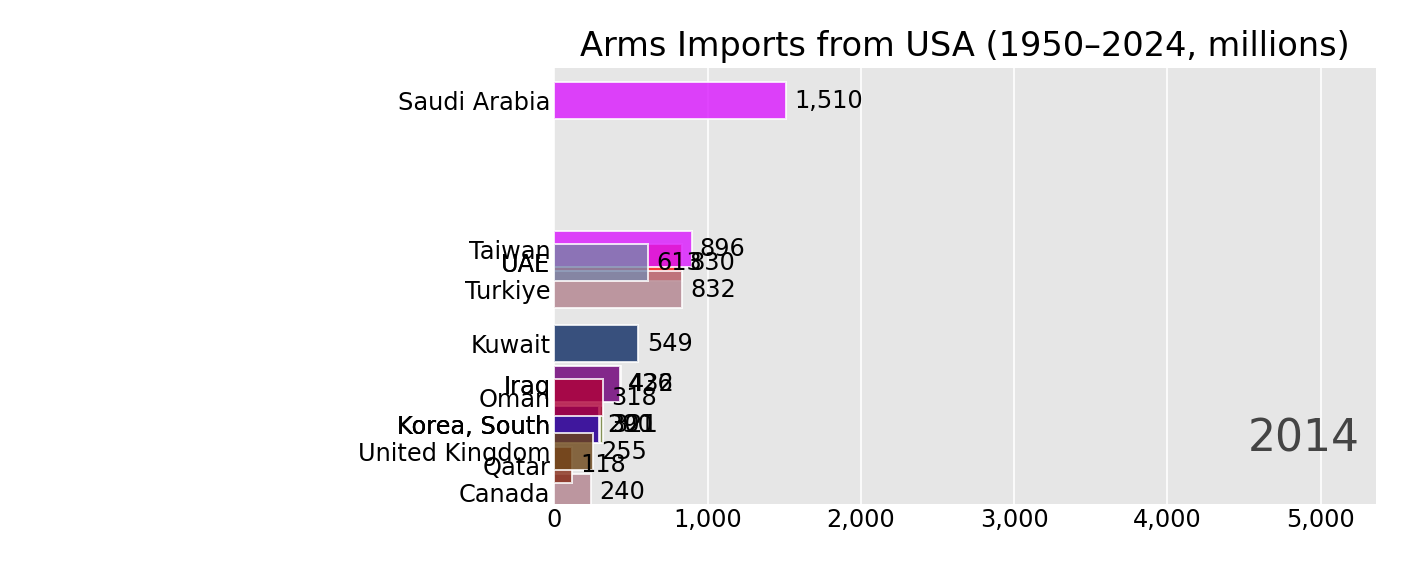 Arms Imports from USA (1950–2024, millions)
Saudi Arabia 1,510
Taiwan 896
UAE 613 830
Turkiye 832
Kuwait 549
Iraq
Oman 318
Korea, South
United Kingdom 255
Qatar 118
Canada 240
2014
0 1,000 2,000 3,000 4,000 5,000